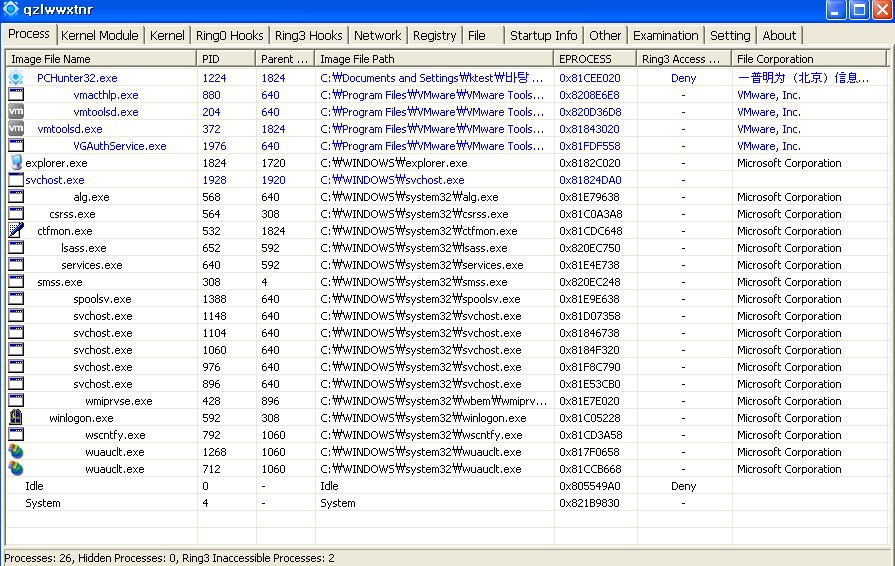 qzlwwxtnr
Process Kernel Module Kernel Ring0 Hooks Ring3 Hooks Network Registry File Startup Info Other Examination Setting About
Image File Name PID Parent ... Image File Path EPROCESS Ring3 Access ... File Corporation
PCHunter32.exe 1224 1824 C:₩Documents and Settings₩ktest₩바탕 ... 0x81CEE020 Deny 一普明为（北京）信息...
vmacthlp.exe 880 640 C:₩Program Files₩VMware₩VMware Tools... 0x8208E6E8 - VMware, Inc.
vmtoolsd.exe 204 640 C:₩Program Files₩VMware₩VMware Tools... 0x820D36D8 - VMware, Inc.
vmtoolsd.exe 372 1824 C:₩Program Files₩VMware₩VMware Tools... 0x81843020 - VMware, Inc.
VGAuthService.exe 1976 640 C:₩Program Files₩VMware₩VMware Tools... 0x81FDF558 - VMware, Inc.
explorer.exe 1824 1720 C:₩WINDOWS₩explorer.exe 0x8182C020 - Microsoft Corporation
svchost.exe 1928 1920 C:₩WINDOWS₩svchost.exe 0x81824DA0 -
alg.exe 568 640 C:₩WINDOWS₩system32₩alg.exe 0x81E79638 - Microsoft Corporation
csrss.exe 564 308 C:₩WINDOWS₩system32₩csrss.exe 0x81C0A3A8 - Microsoft Corporation
ctfmon.exe 532 1824 C:₩WINDOWS₩system32₩ctfmon.exe 0x81CDC648 - Microsoft Corporation
lsass.exe 652 592 C:₩WINDOWS₩system32₩lsass.exe 0x820EC750 - Microsoft Corporation
services.exe 640 592 C:₩WINDOWS₩system32₩services.exe 0x81E4E738 - Microsoft Corporation
smss.exe 308 4 C:₩WINDOWS₩system32₩smss.exe 0x820EC248 - Microsoft Corporation
spoolsv.exe 1388 640 C:₩WINDOWS₩system32₩spoolsv.exe 0x81E9E638 - Microsoft Corporation
svchost.exe 1148 640 C:₩WINDOWS₩system32₩svchost.exe 0x81D07358 - Microsoft Corporation
svchost.exe 1104 640 C:₩WINDOWS₩system32₩svchost.exe 0x81846738 - Microsoft Corporation
svchost.exe 1060 640 C:₩WINDOWS₩system32₩svchost.exe 0x8184F320 - Microsoft Corporation
svchost.exe 976 640 C:₩WINDOWS₩system32₩svchost.exe 0x81F8C790 - Microsoft Corporation
svchost.exe 896 640 C:₩WINDOWS₩system32₩svchost.exe 0x81E53CB0 - Microsoft Corporation
wmiprvse.exe 428 896 C:₩WINDOWS₩system32₩wbem₩wmiprv... 0x81E7E020 - Microsoft Corporation
winlogon.exe 592 308 C:₩WINDOWS₩system32₩winlogon.exe 0x81C05228 - Microsoft Corporation
wscntfy.exe 792 1060 C:₩WINDOWS₩system32₩wscntfy.exe 0x81CD3A58 - Microsoft Corporation
wuauclt.exe 1268 1060 C:₩WINDOWS₩system32₩wuauclt.exe 0x817F0658 - Microsoft Corporation
wuauclt.exe 712 1060 C:₩WINDOWS₩system32₩wuauclt.exe 0x81CCB668 - Microsoft Corporation
Idle 0 - Idle 0x805549A0 Deny
System 4 - System 0x821B9830 -
Processes: 26, Hidden Processes: 0, Ring3 Inaccessible Processes: 2